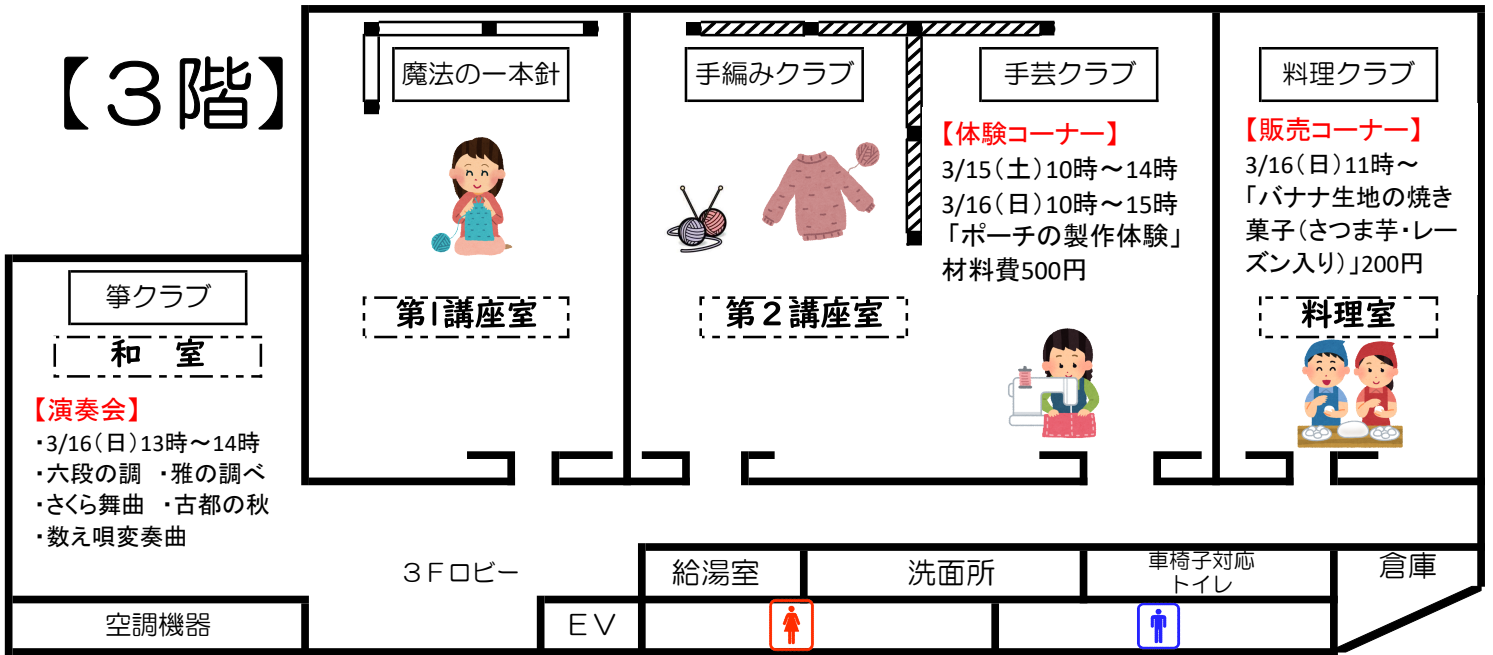 【３階】
魔法の一本針
第1講座室
手編みクラブ
第２講座室
手芸クラブ
【体験コーナー】
3/15（土）10時～14時
3/16（日）10時～15時
「ポーチの製作体験」
材料費500円
料理クラブ
【販売コーナー】
3/16（日）11時～
「バナナ生地の焼き
菓子（さつま芋・レー
ズン入り）」200円
料理室
箏クラブ
和　室
【演奏会】
・3/16（日）13時～14時
・六段の調　・雅の調べ
・さくら舞曲　・古都の秋
・数え唄変奏曲
３Ｆロビー
給湯室
洗面所
車椅子対応
トイレ
倉庫
空調機器
ＥＶ